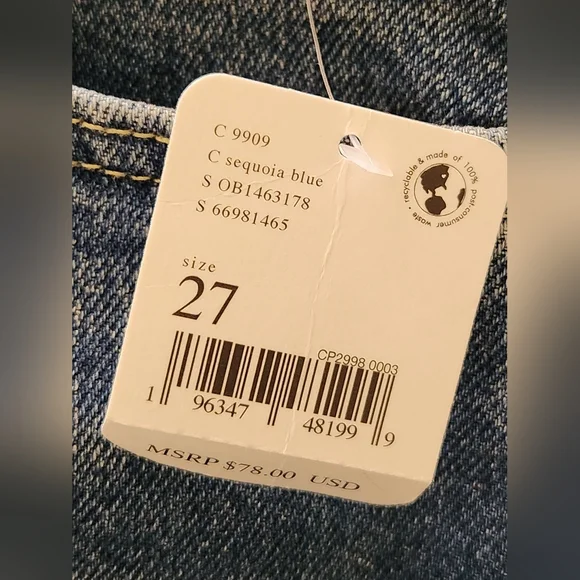 C 9909
C sequoia blue
S OB1463178
S 66981465
recyclable & made of 100% post-consumer waste •
size
27
CP2998 0003
1 96347 48199 9
MSRP $78.00 USD